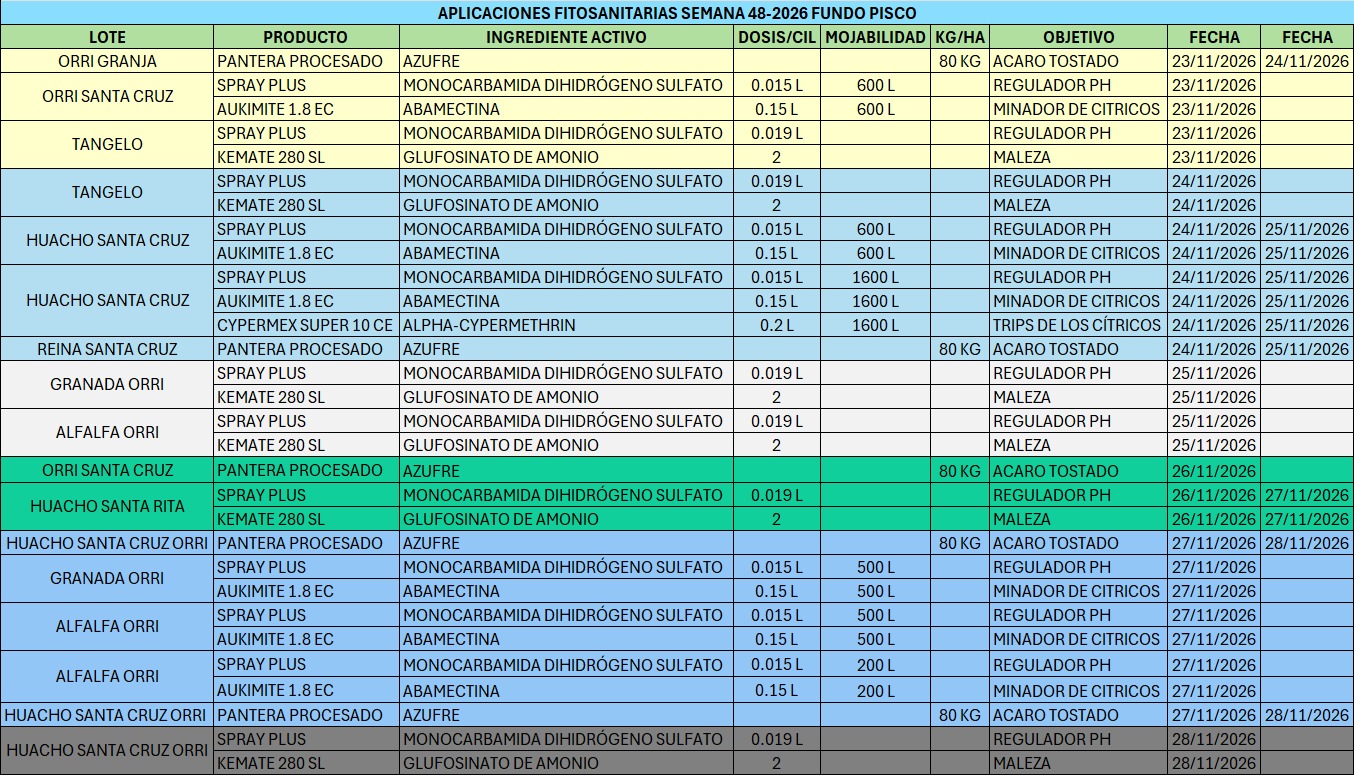 APLICACIONES FITOSANITARIAS SEMANA 48-2026 FUNDO PISCO
LOTE PRODUCTO INGREDIENTE ACTIVO DOSIS/CIL MOJABILIDAD KG/HA OBJETIVO FECHA FECHA
ORRI GRANJA PANTERA PROCESADO AZUFRE 80 KG ACARO TOSTADO 23/11/2026 24/11/2026
ORRI SANTA CRUZ
SPRAY PLUS MONOCARBAMIDA DIHIDRÓGENO SULFATO 0.015 L 600 L REGULADOR PH 23/11/2026
AUKIMITE 1.8 EC ABAMECTINA 0.15 L 600 L MINADOR DE CITRICOS 23/11/2026
TANGELO
SPRAY PLUS MONOCARBAMIDA DIHIDRÓGENO SULFATO 0.019 L REGULADOR PH 23/11/2026
KEMATE 280 SL GLUFOSINATO DE AMONIO 2 MALEZA 23/11/2026
TANGELO
SPRAY PLUS MONOCARBAMIDA DIHIDRÓGENO SULFATO 0.019 L REGULADOR PH 24/11/2026
KEMATE 280 SL GLUFOSINATO DE AMONIO 2 MALEZA 24/11/2026
HUACHO SANTA CRUZ
SPRAY PLUS MONOCARBAMIDA DIHIDRÓGENO SULFATO 0.015 L 600 L REGULADOR PH 24/11/2026 25/11/2026
AUKIMITE 1.8 EC ABAMECTINA 0.15 L 600 L MINADOR DE CITRICOS 24/11/2026 25/11/2026
HUACHO SANTA CRUZ
SPRAY PLUS MONOCARBAMIDA DIHIDRÓGENO SULFATO 0.015 L 1600 L REGULADOR PH 24/11/2026 25/11/2026
AUKIMITE 1.8 EC ABAMECTINA 0.15 L 1600 L MINADOR DE CITRICOS 24/11/2026 25/11/2026
CYPERMEX SUPER 10 CE ALPHA-CYPERMETHRIN 0.2 L 1600 L TRIPS DE LOS CÍTRICOS 24/11/2026 25/11/2026
REINA SANTA CRUZ PANTERA PROCESADO AZUFRE 80 KG ACARO TOSTADO 24/11/2026 25/11/2026
GRANADA ORRI
SPRAY PLUS MONOCARBAMIDA DIHIDRÓGENO SULFATO 0.019 L REGULADOR PH 25/11/2026
KEMATE 280 SL GLUFOSINATO DE AMONIO 2 MALEZA 25/11/2026
ALFALFA ORRI
SPRAY PLUS MONOCARBAMIDA DIHIDRÓGENO SULFATO 0.019 L REGULADOR PH 25/11/2026
KEMATE 280 SL GLUFOSINATO DE AMONIO 2 MALEZA 25/11/2026
ORRI SANTA CRUZ PANTERA PROCESADO AZUFRE 80 KG ACARO TOSTADO 26/11/2026
HUACHO SANTA RITA
SPRAY PLUS MONOCARBAMIDA DIHIDRÓGENO SULFATO 0.019 L REGULADOR PH 26/11/2026 27/11/2026
KEMATE 280 SL GLUFOSINATO DE AMONIO 2 MALEZA 26/11/2026 27/11/2026
HUACHO SANTA CRUZ ORRI PANTERA PROCESADO AZUFRE 80 KG ACARO TOSTADO 27/11/2026 28/11/2026
GRANADA ORRI
SPRAY PLUS MONOCARBAMIDA DIHIDRÓGENO SULFATO 0.015 L 500 L REGULADOR PH 27/11/2026
AUKIMITE 1.8 EC ABAMECTINA 0.15 L 500 L MINADOR DE CITRICOS 27/11/2026
ALFALFA ORRI
SPRAY PLUS MONOCARBAMIDA DIHIDRÓGENO SULFATO 0.015 L 500 L REGULADOR PH 27/11/2026
AUKIMITE 1.8 EC ABAMECTINA 0.15 L 500 L MINADOR DE CITRICOS 27/11/2026
ALFALFA ORRI
SPRAY PLUS MONOCARBAMIDA DIHIDRÓGENO SULFATO 0.015 L 200 L REGULADOR PH 27/11/2026
AUKIMITE 1.8 EC ABAMECTINA 0.15 L 200 L MINADOR DE CITRICOS 27/11/2026
HUACHO SANTA CRUZ ORRI PANTERA PROCESADO AZUFRE 80 KG ACARO TOSTADO 27/11/2026 28/11/2026
HUACHO SANTA CRUZ ORRI
SPRAY PLUS MONOCARBAMIDA DIHIDRÓGENO SULFATO 0.019 L REGULADOR PH 28/11/2026
KEMATE 280 SL GLUFOSINATO DE AMONIO 2 MALEZA 28/11/2026